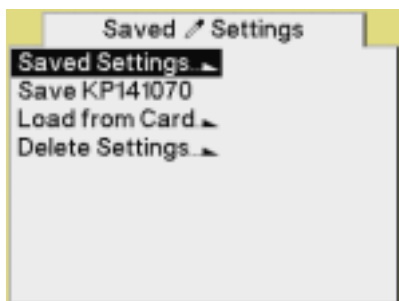 Saved Settings
Saved Settings...
Save KP141070
Load from Card...
Delete Settings...